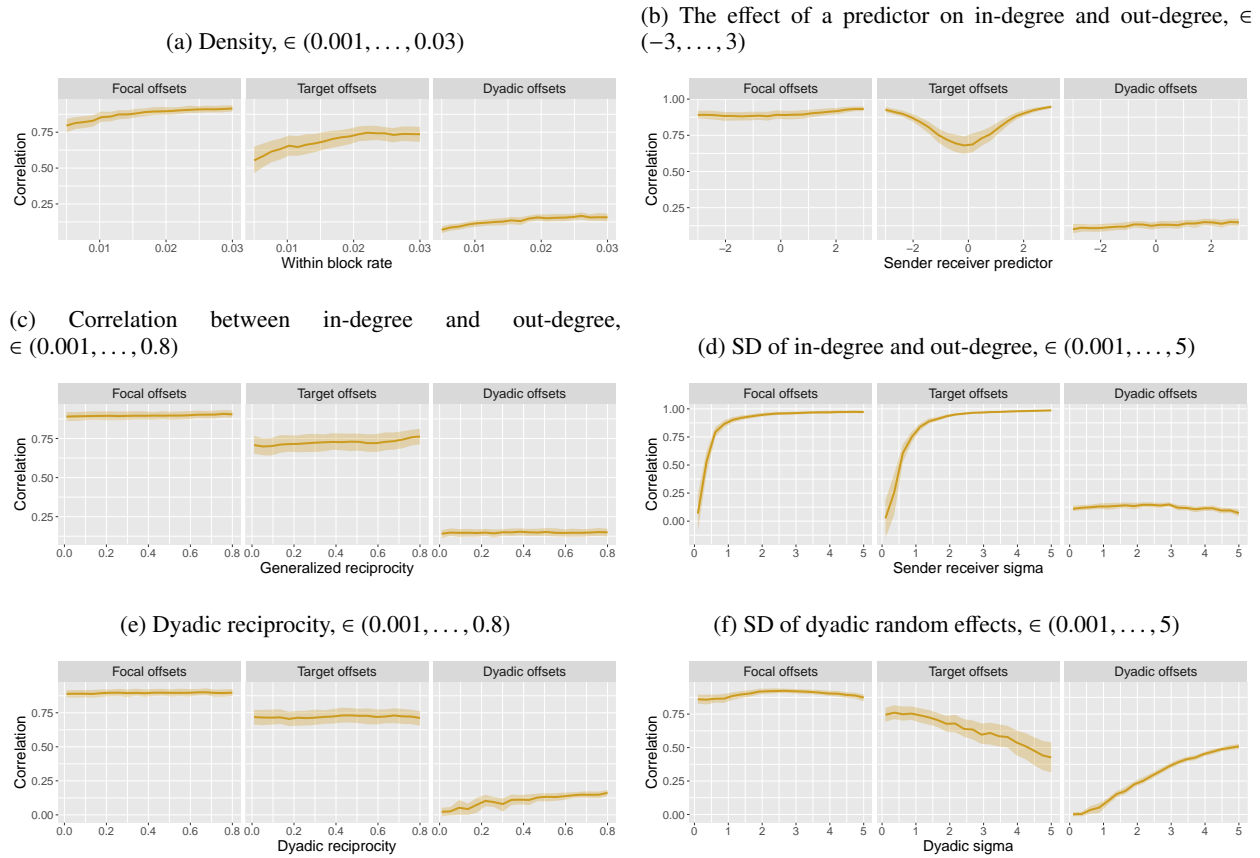 (a) Density, ∈ (0.001, . . . , 0.03)
Focal offsets Target offsets Dyadic offsets
Correlation
0.75
0.50
0.25
0.01 0.02 0.03 0.01 0.02 0.03 0.01 0.02 0.03
Within block rate
(b) The effect of a predictor on in-degree and out-degree, ∈
(−3, . . . , 3)
Focal offsets Target offsets Dyadic offsets
Correlation
1.00
0.75
0.50
0.25
−2 0 2 −2 0 2 −2 0 2
Sender receiver predictor
(c) Correlation between in-degree and out-degree,
∈ (0.001, . . . , 0.8)
Focal offsets Target offsets Dyadic offsets
Correlation
0.75
0.50
0.25
0.0 0.2 0.4 0.6 0.8 0.0 0.2 0.4 0.6 0.8 0.0 0.2 0.4 0.6 0.8
Generalized reciprocity
(d) SD of in-degree and out-degree, ∈ (0.001, . . . , 5)
Focal offsets Target offsets Dyadic offsets
Correlation
1.00
0.75
0.50
0.25
0.00
0 1 2 3 4 5 0 1 2 3 4 5 0 1 2 3 4 5
Sender receiver sigma
(e) Dyadic reciprocity, ∈ (0.001, . . . , 0.8)
Focal offsets Target offsets Dyadic offsets
Correlation
0.75
0.50
0.25
0.00
0.0 0.2 0.4 0.6 0.8 0.0 0.2 0.4 0.6 0.8 0.0 0.2 0.4 0.6 0.8
Dyadic reciprocity
(f) SD of dyadic random effects, ∈ (0.001, . . . , 5)
Focal offsets Target offsets Dyadic offsets
Correlation
0.75
0.50
0.25
0.00
0 1 2 3 4 5 0 1 2 3 4 5 0 1 2 3 4 5
Dyadic sigma